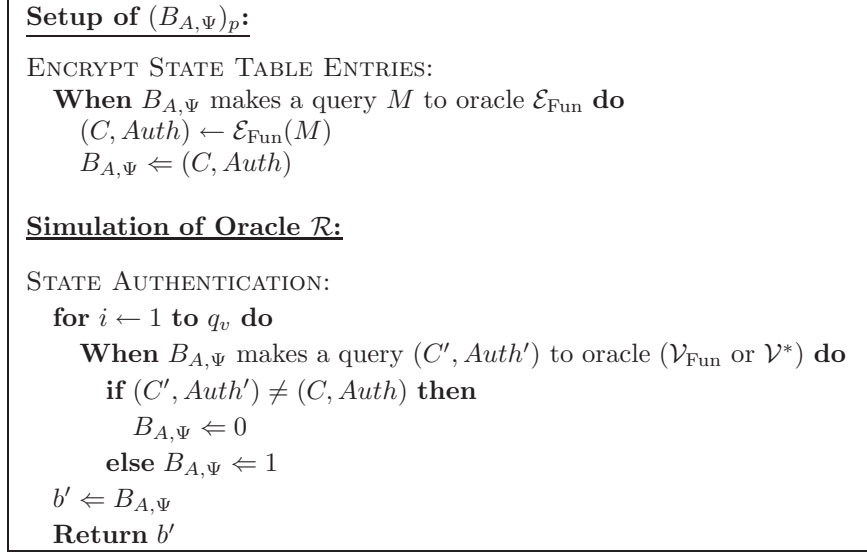 Setup of (B_{A,Ψ})_p:
ENCRYPT STATE TABLE ENTRIES:
When B_{A,Ψ} makes a query M to oracle ℰ_Fun do
(C, Auth) ← ℰ_Fun(M)
B_{A,Ψ} ⇐ (C, Auth)
Simulation of Oracle ℛ:
STATE AUTHENTICATION:
for i ← 1 to q_v do
When B_{A,Ψ} makes a query (C′, Auth′) to oracle (𝒱_Fun or 𝒱*) do
if (C′, Auth′) ≠ (C, Auth) then
B_{A,Ψ} ⇐ 0
else B_{A,Ψ} ⇐ 1
b′ ⇐ B_{A,Ψ}
Return b′